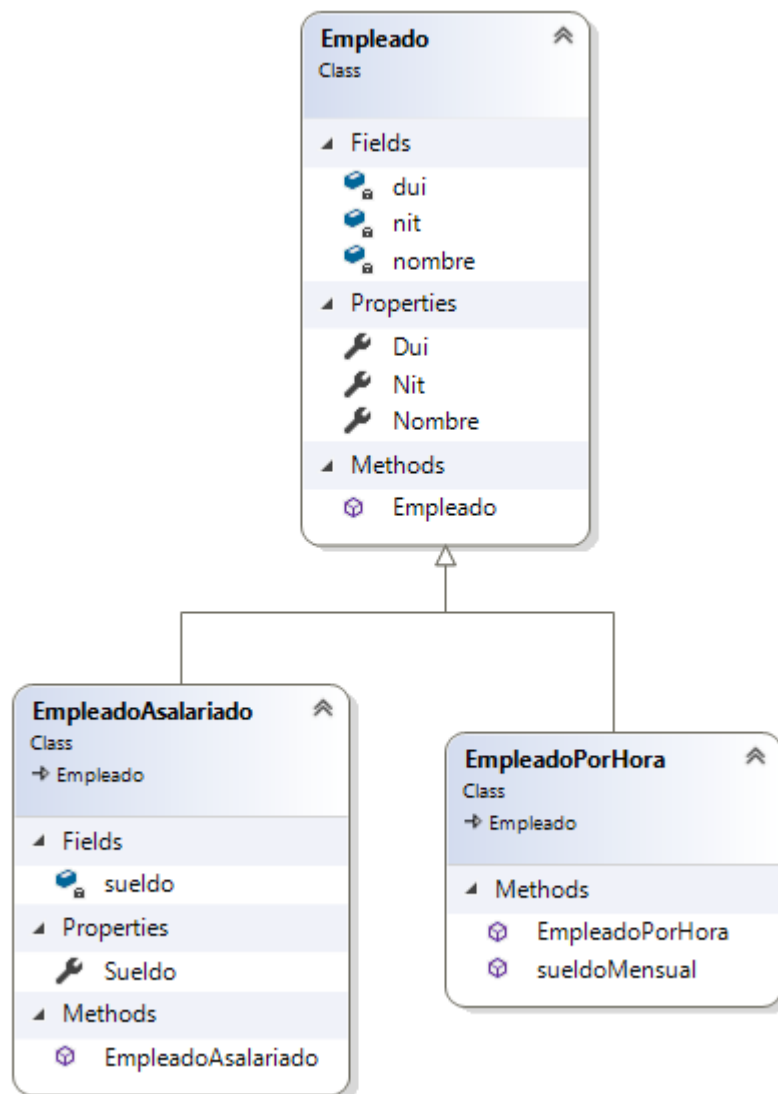 Empleado
Class
Fields
dui
nit
nombre
Properties
Dui
Nit
Nombre
Methods
Empleado
EmpleadoAsalariado
Class
Empleado
Fields
sueldo
Properties
Sueldo
Methods
EmpleadoAsalariado
EmpleadoPorHora
Class
Empleado
Methods
EmpleadoPorHora
sueldoMensual